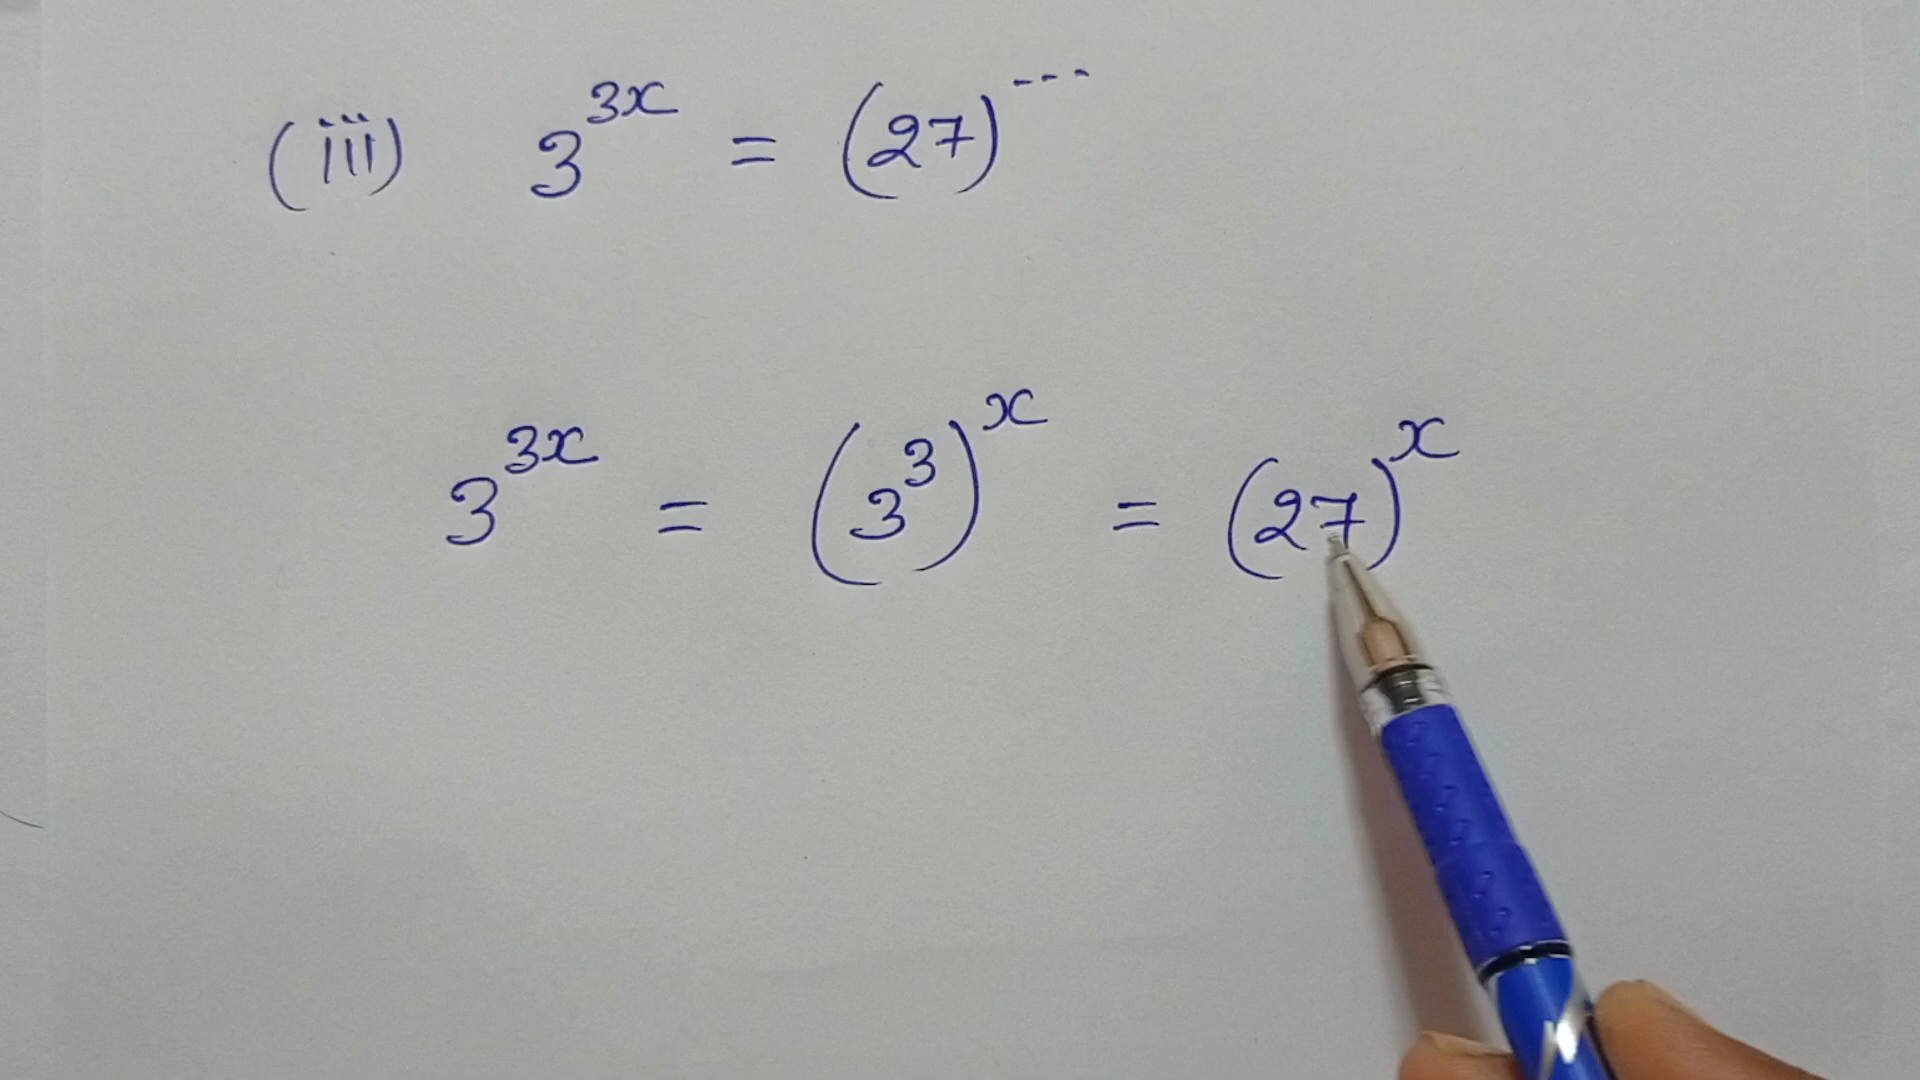 (iii) 3^{3x} = (27)^{---}
3^{3x} = (3^3)^x = (27)^x